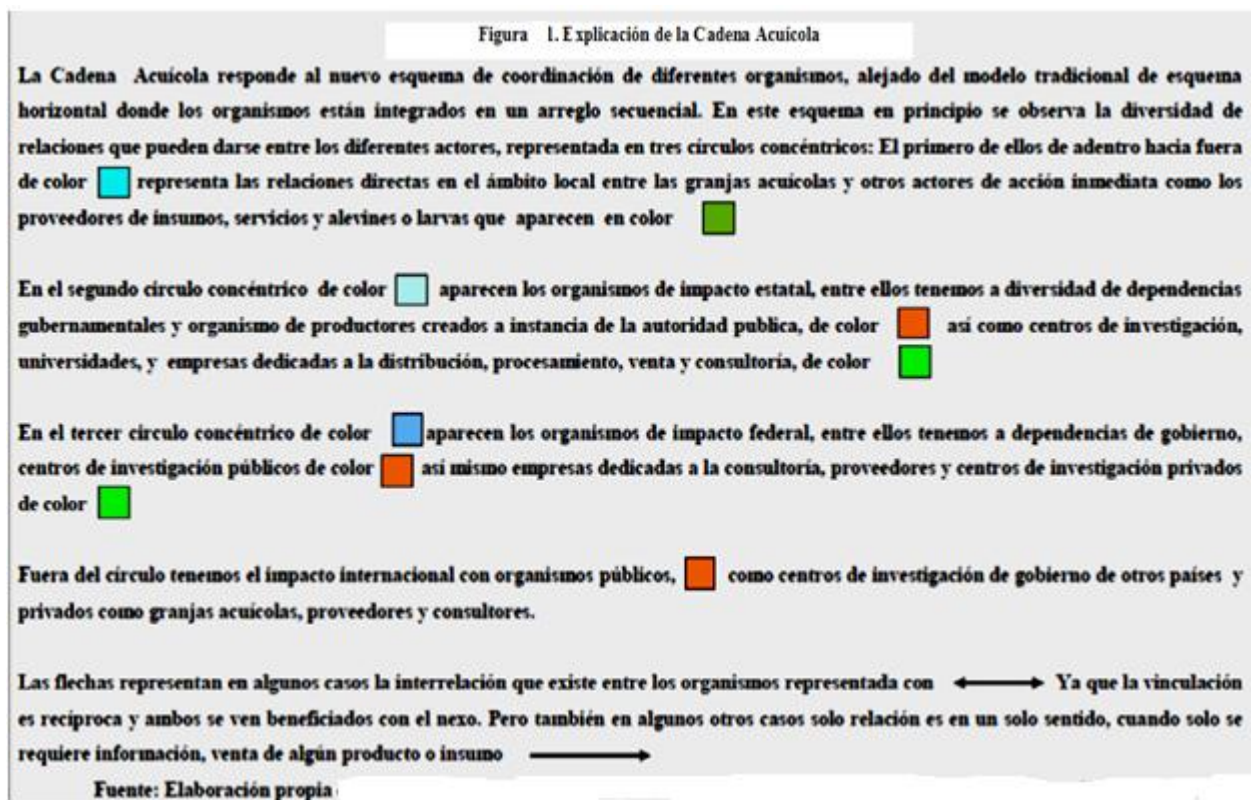 Figura 1. Explicación de la Cadena Acuícola
La Cadena Acuícola responde al nuevo esquema de coordinación de diferentes organismos, alejado del modelo tradicional de esquema
horizontal donde los organismos están integrados en un arreglo secuencial. En este esquema en principio se observa la diversidad de
relaciones que pueden darse entre los diferentes actores, representada en tres círculos concéntricos: El primero de ellos de adentro hacia fuera
de color representa las relaciones directas en el ámbito local entre las granjas acuícolas y otros actores de acción inmediata como los
proveedores de insumos, servicios y alevines o larvas que aparecen en color
En el segundo circulo concéntrico de color aparecen los organismos de impacto estatal, entre ellos tenemos a diversidad de dependencias
gubernamentales y organismo de productores creados a instancia de la autoridad publica, de color así como centros de investigación,
universidades, y empresas dedicadas a la distribución, procesamiento, venta y consultoría, de color
En el tercer circulo concéntrico de color aparecen los organismos de impacto federal, entre ellos tenemos a dependencias de gobierno,
centros de investigación públicos de color así mismo empresas dedicadas a la consultoría, proveedores y centros de investigación privados
de color
Fuera del círculo tenemos el impacto internacional con organismos públicos, como centros de investigación de gobierno de otros países y
privados como granjas acuícolas, proveedores y consultores.
Las flechas representan en algunos casos la interrelación que existe entre los organismos representada con Ya que la vinculación
es recíproca y ambos se ven beneficiados con el nexo. Pero también en algunos otros casos solo relación es en un solo sentido, cuando solo se
requiere información, venta de algún producto o insumo
Fuente: Elaboración propia